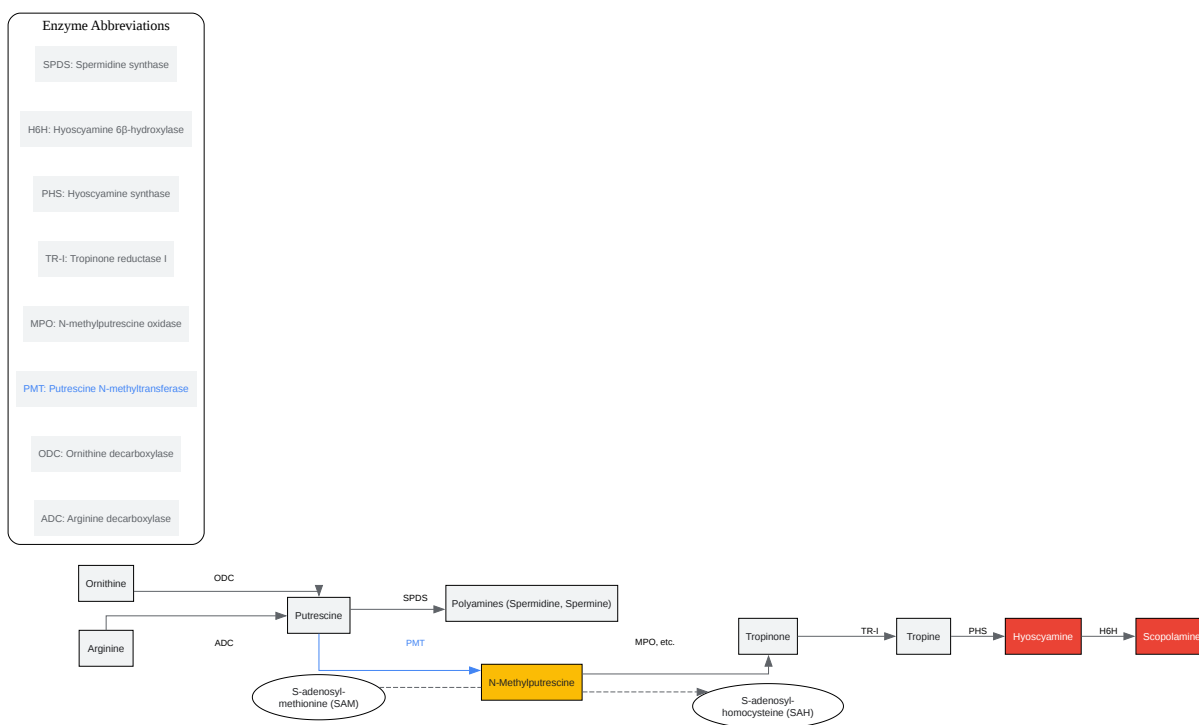 Enzyme Abbreviations
SPDS: Spermidine synthase
H6H: Hyoscyamine 6β-hydroxylase
PHS: Hyoscyamine synthase
TR-I: Tropinone reductase I
MPO: N-methylputrescine oxidase
PMT: Putrescine N-methyltransferase
ODC: Ornithine decarboxylase
ADC: Arginine decarboxylase
Ornithine
ODC
Arginine
ADC
Putrescine
SPDS
Polyamines (Spermidine, Spermine)
PMT
S-adenosyl-
methionine (SAM)
N-Methylputrescine
MPO, etc.
S-adenosyl-
homocysteine (SAH)
Tropinone
TR-I
Tropine
PHS
Hyoscyamine
H6H
Scopolamine